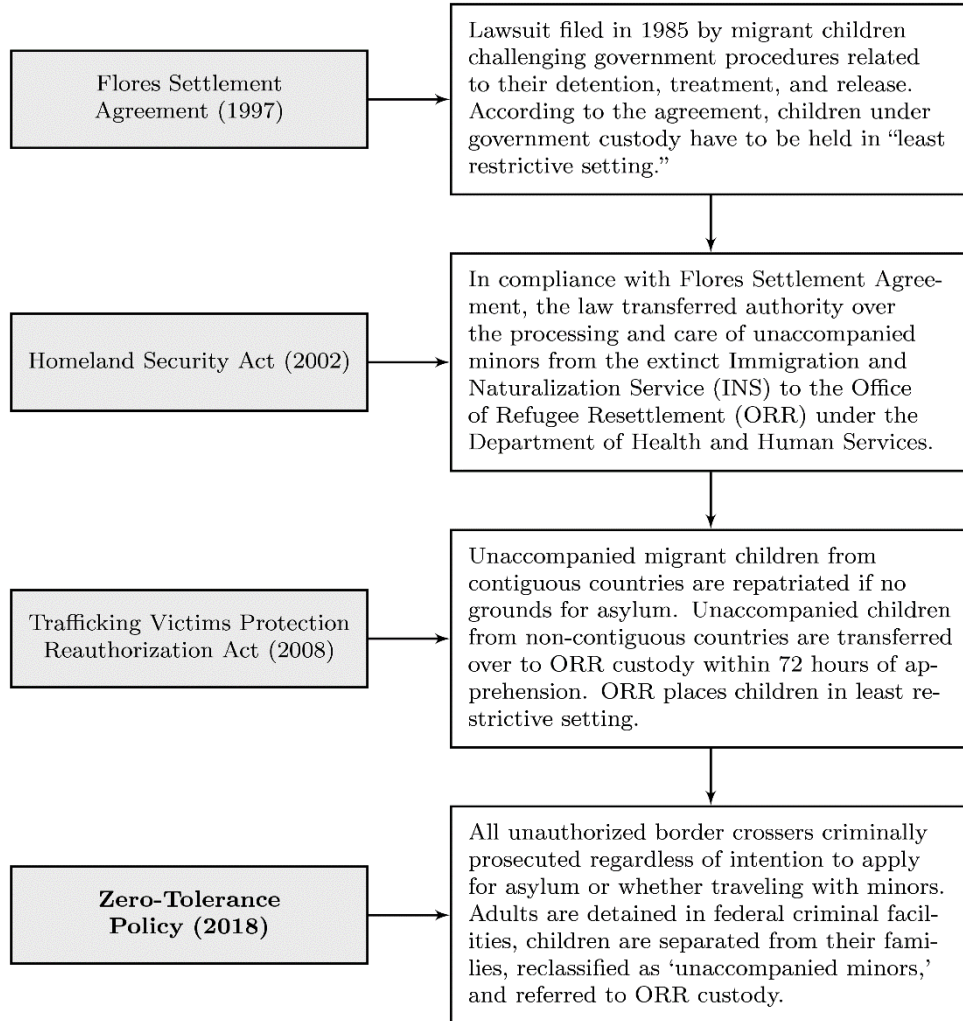 Flores Settlement
Agreement (1997)
Lawsuit filed in 1985 by migrant children
challenging government procedures related
to their detention, treatment, and release.
According to the agreement, children under
government custody have to be held in “least
restrictive setting.”
Homeland Security Act (2002)
In compliance with Flores Settlement Agree-
ment, the law transferred authority over
the processing and care of unaccompanied
minors from the extinct Immigration and
Naturalization Service (INS) to the Office
of Refugee Resettlement (ORR) under the
Department of Health and Human Services.
Trafficking Victims Protection
Reauthorization Act (2008)
Unaccompanied migrant children from
contiguous countries are repatriated if no
grounds for asylum. Unaccompanied children
from non-contiguous countries are transferred
over to ORR custody within 72 hours of ap-
prehension. ORR places children in least re-
strictive setting.
Zero-Tolerance
Policy (2018)
All unauthorized border crossers criminally
prosecuted regardless of intention to apply
for asylum or whether traveling with minors.
Adults are detained in federal criminal facil-
ities, children are separated from their fami-
lies, reclassified as ‘unaccompanied minors,’
and referred to ORR custody.